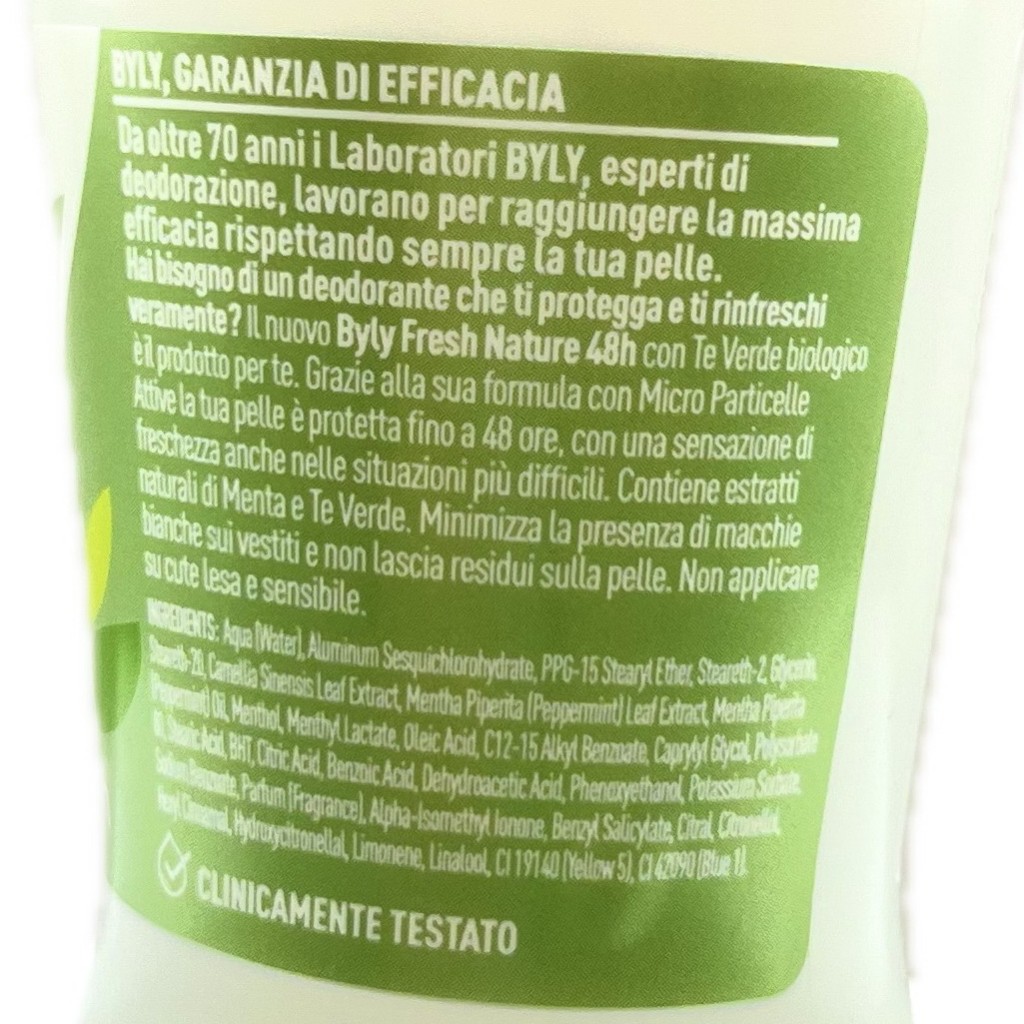 BYLY, GARANZIA DI EFFICACIA
Da oltre 70 anni i Laboratori BYLY, esperti di
deodorazione, lavorano per raggiungere la massima
efficacia rispettando sempre la tua pelle.
Hai bisogno di un deodorante che ti protegga e ti rinfreschi
veramente? Il nuovo Byly Fresh Nature 48h con Te Verde biologico
è il prodotto per te. Grazie alla sua formula con Micro Particelle
Attive la tua pelle è protetta fino a 48 ore, con una sensazione di
freschezza anche nelle situazioni più difficili. Contiene estratti
naturali di Menta e Te Verde. Minimizza la presenza di macchie
bianche sui vestiti e non lascia residui sulla pelle. Non applicare
su cute lesa e sensibile.
INGREDIENTS: Aqua (Water), Aluminum Sesquichlorohydrate, PPG-15 Stearyl Ether, Steareth-2, Glycerin,
Steareth-20, Camellia Sinensis Leaf Extract, Mentha Piperita (Peppermint) Leaf Extract, Mentha Piperita
(Peppermint) Oil, Menthol, Menthyl Lactate, Oleic Acid, C12-15 Alkyl Benzoate, Caprylyl Glycol, Polysorbate
Acid, BHT, Citric Acid, Benzoic Acid, Dehydroacetic Acid, Phenoxyethanol, Potassium Sorbate,
Sodium Benzoate, Parfum (Fragrance), Alpha-Isomethyl Ionone, Benzyl Salicylate, Citral, Citronellol,
Hexyl Cinnamal, Hydroxycitronellal, Limonene, Linalool, CI 19140 (Yellow 5), CI 42090 (Blue 1).
CLINICAMENTE TESTATO